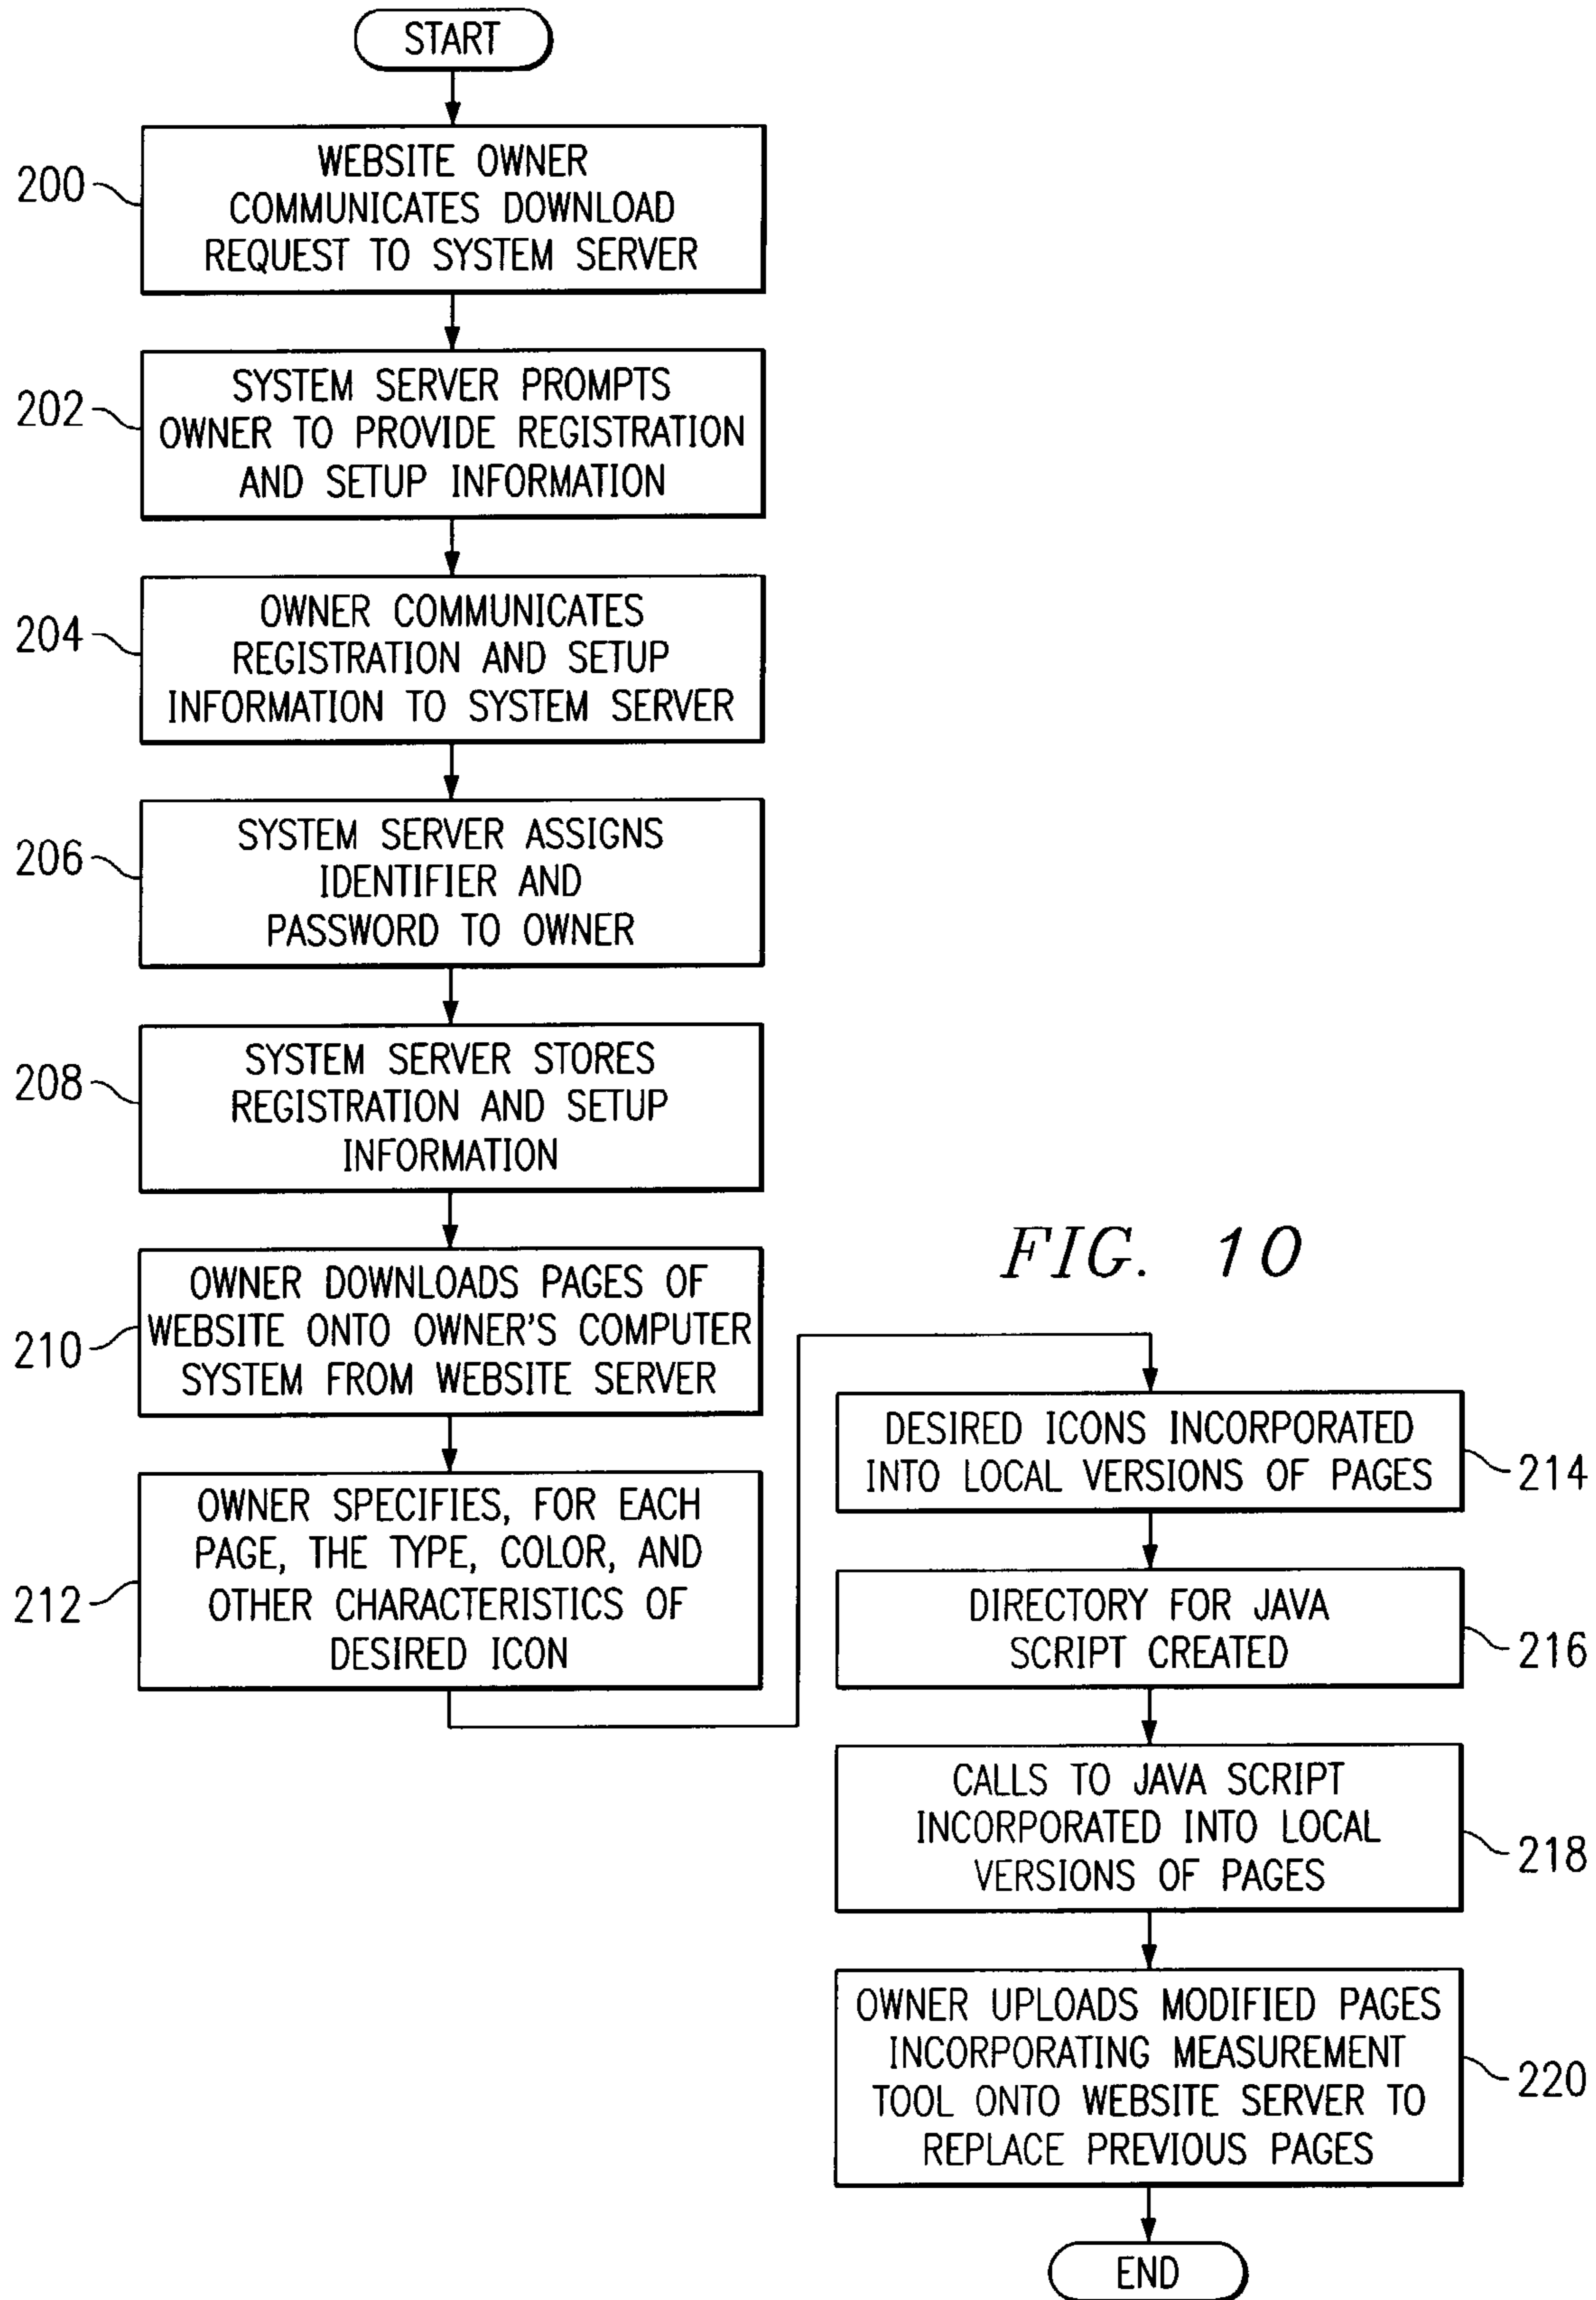 START
200
WEBSITE OWNER
COMMUNICATES DOWNLOAD
REQUEST TO SYSTEM SERVER
202
SYSTEM SERVER PROMPTS
OWNER TO PROVIDE REGISTRATION
AND SETUP INFORMATION
204
OWNER COMMUNICATES
REGISTRATION AND SETUP
INFORMATION TO SYSTEM SERVER
206
SYSTEM SERVER ASSIGNS
IDENTIFIER AND
PASSWORD TO OWNER
208
SYSTEM SERVER STORES
REGISTRATION AND SETUP
INFORMATION
210
OWNER DOWNLOADS PAGES OF
WEBSITE ONTO OWNER'S COMPUTER
SYSTEM FROM WEBSITE SERVER
212
OWNER SPECIFIES, FOR EACH
PAGE, THE TYPE, COLOR, AND
OTHER CHARACTERISTICS OF
DESIRED ICON
FIG. 10
DESIRED ICONS INCORPORATED
INTO LOCAL VERSIONS OF PAGES
214
DIRECTORY FOR JAVA
SCRIPT CREATED
216
CALLS TO JAVA SCRIPT
INCORPORATED INTO LOCAL
VERSIONS OF PAGES
218
OWNER UPLOADS MODIFIED PAGES
INCORPORATING MEASUREMENT
TOOL ONTO WEBSITE SERVER TO
REPLACE PREVIOUS PAGES
220
END